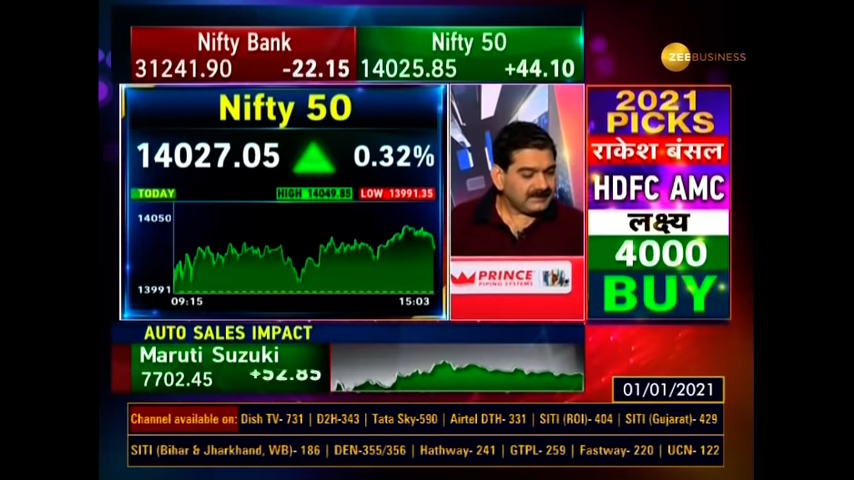 Nifty Bank
31241.90 -22.15
Nifty 50
14025.85 +44.10
ZEEBUSINESS
Nifty 50
14027.05 0.32%
TODAY HIGH 14049.85 LOW 13991.35
14050
13991
09:15 15:03
PRINCE
PIPING SYSTEMS
2021
PICKS
राकेश बंसल
HDFC AMC
लक्ष्य
4000
BUY
AUTO SALES IMPACT
Maruti Suzuki
7702.45 +52.85
01/01/2021
Channel available on: Dish TV- 731 | D2H-343 | Tata Sky-590 | Airtel DTH- 331 | SITI (ROI)- 404 | SITI (Gujarat)- 429
SITI (Bihar & Jharkhand, WB)- 186 | DEN-355/356 | Hathway- 241 | GTPL- 259 | Fastway- 220 | UCN- 122